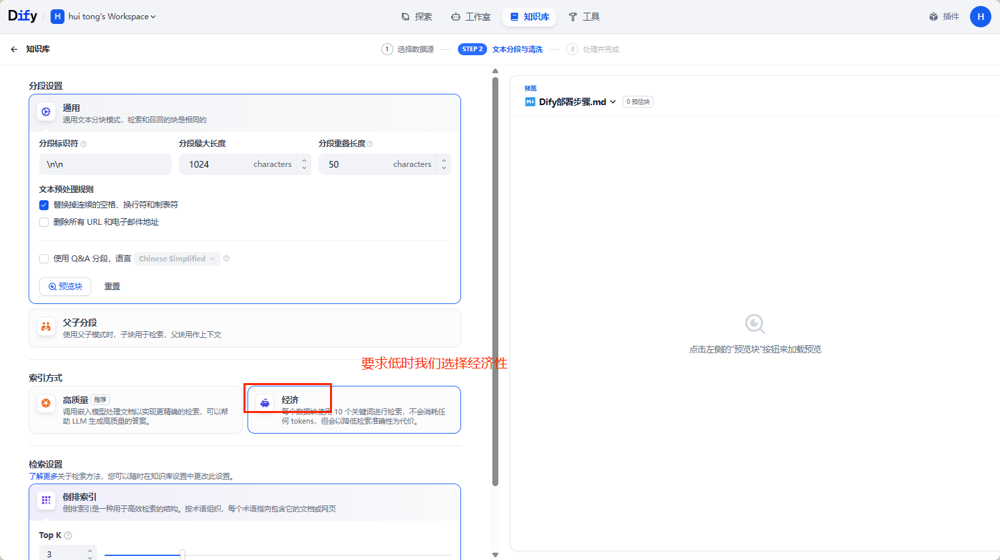 Dify / H hui tong's Workspace
探索
工作室
知识库
工具
插件
H
知识库
1 选择数据源
STEP 2 文本分段与清洗
3 处理并完成
分段设置
通用
通用文本分块模式，检索和召回的块是相同的
分段标识符 分段最大长度 分段重叠长度
\n\n 1024 characters 50 characters
文本预处理规则
替换掉连续的空格、换行符和制表符
删除所有 URL 和电子邮件地址
使用 Q&A 分段，语言 Chinese Simplified
预览块 重置
父子分段
使用父子模式时，子块用于检索，父块用作上下文
要求低时我们选择经济性
索引方式
高质量 推荐
调用嵌入模型处理文档以实现更精确的检索，可以帮
助 LLM 生成高质量的答案。
经济
每个数据块使用 10 个关键词进行检索，不会消耗任
何 tokens，但会以降低检索准确性为代价。
检索设置
了解更多关于检索方法，您可以随时在知识库设置中更改此设置。
倒排索引
倒排索引是一种用于高效检索的结构。按术语组织，每个术语指向包含它的文档或网页
Top K
3
预览
M Dify部署步骤.md 0 预估块
点击左侧的“预览块”按钮来加载预览